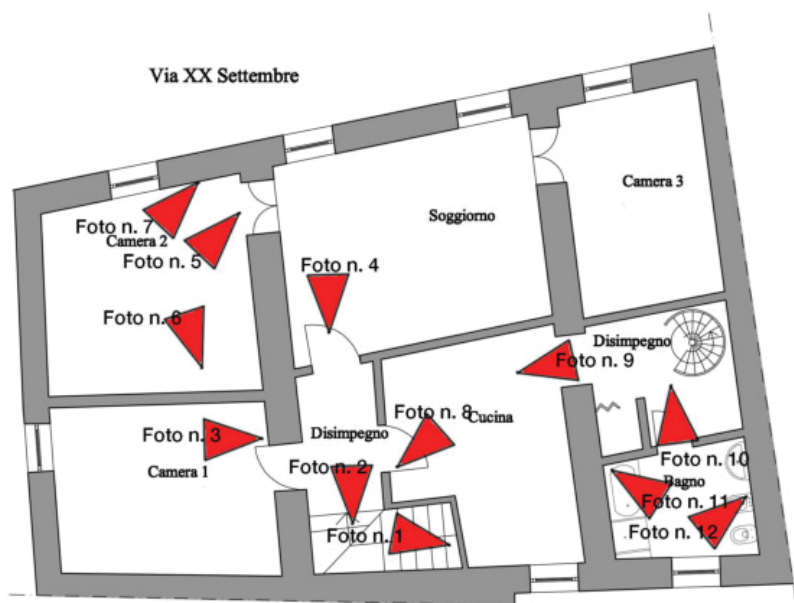 Via XX Settembre
Camera 3
Soggiorno
Foto n. 7
Camera 2
Foto n. 5
Foto n. 4
Foto n. 6
Disimpegno
Foto n. 9
Foto n. 8
Cucina
Foto n. 3
Disimpegno
Camera 1
Foto n. 2
Foto n. 10
Bagno
Foto n. 11
Foto n. 1
Foto n. 12